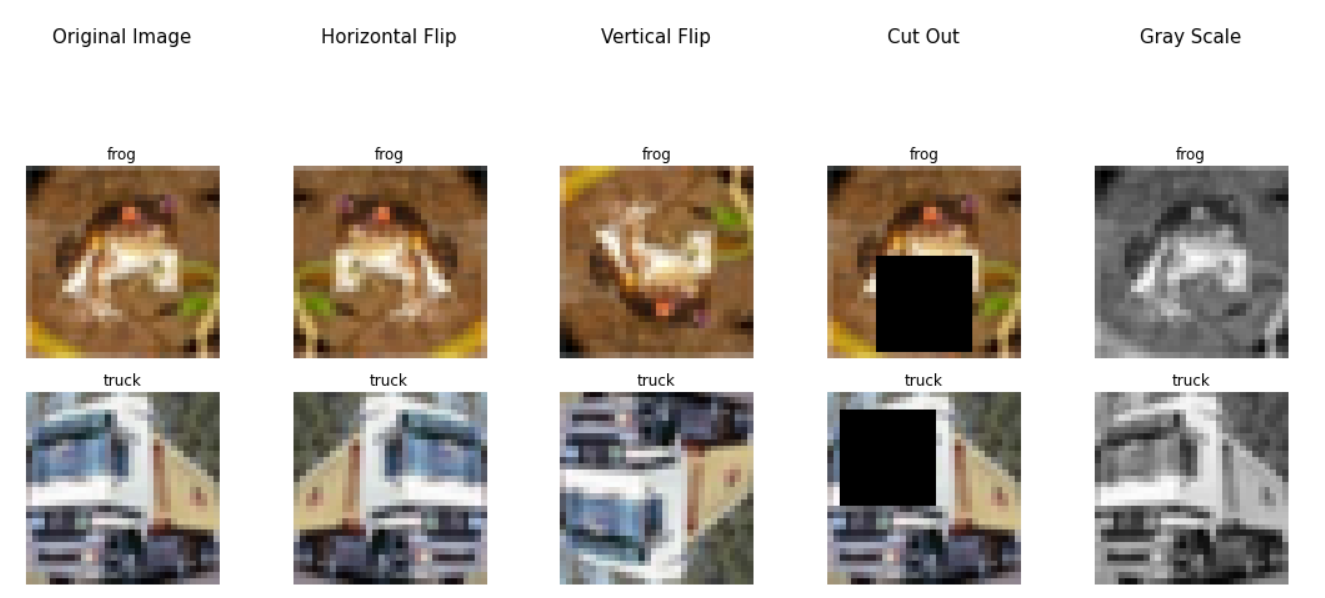 Original Image Horizontal Flip Vertical Flip Cut Out Gray Scale
frog frog frog frog frog
truck truck truck truck truck